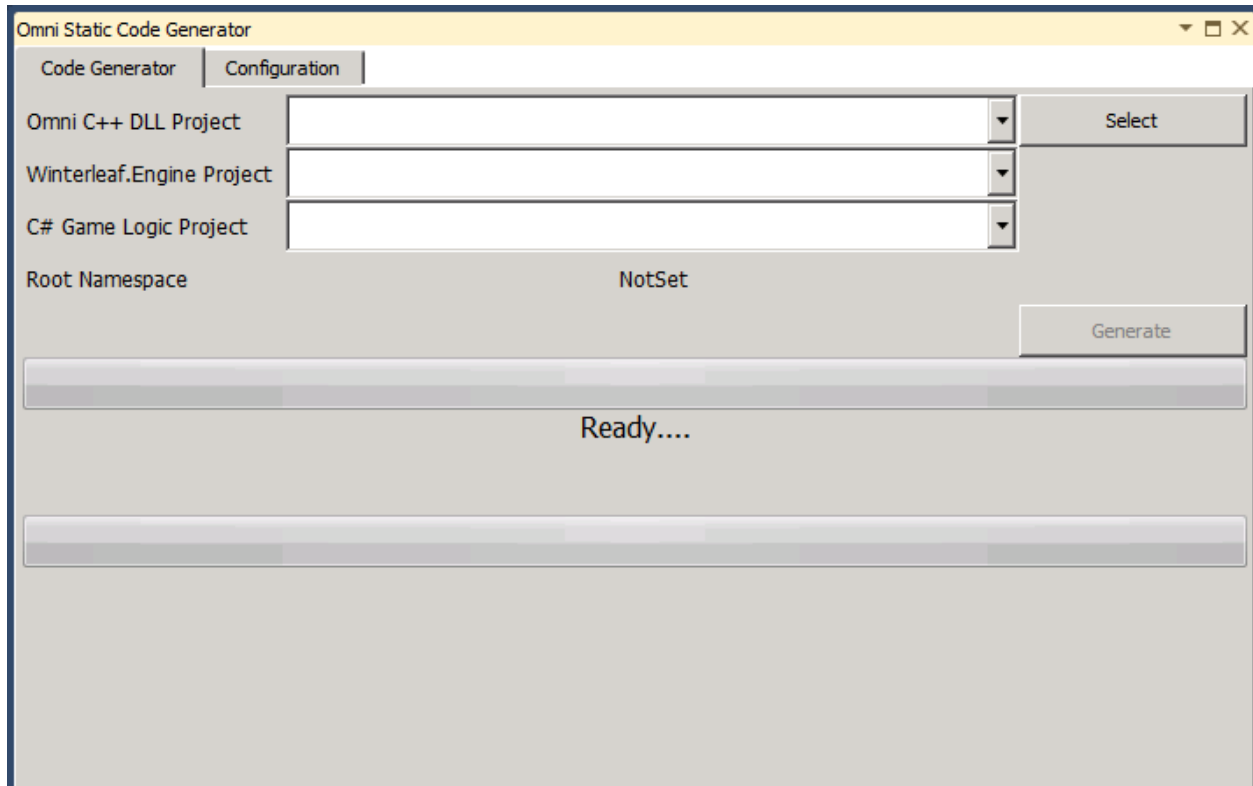 Omni Static Code Generator
Code Generator Configuration
Omni C++ DLL Project Select
Winterleaf.Engine Project
C# Game Logic Project
Root Namespace NotSet
Generate
Ready....